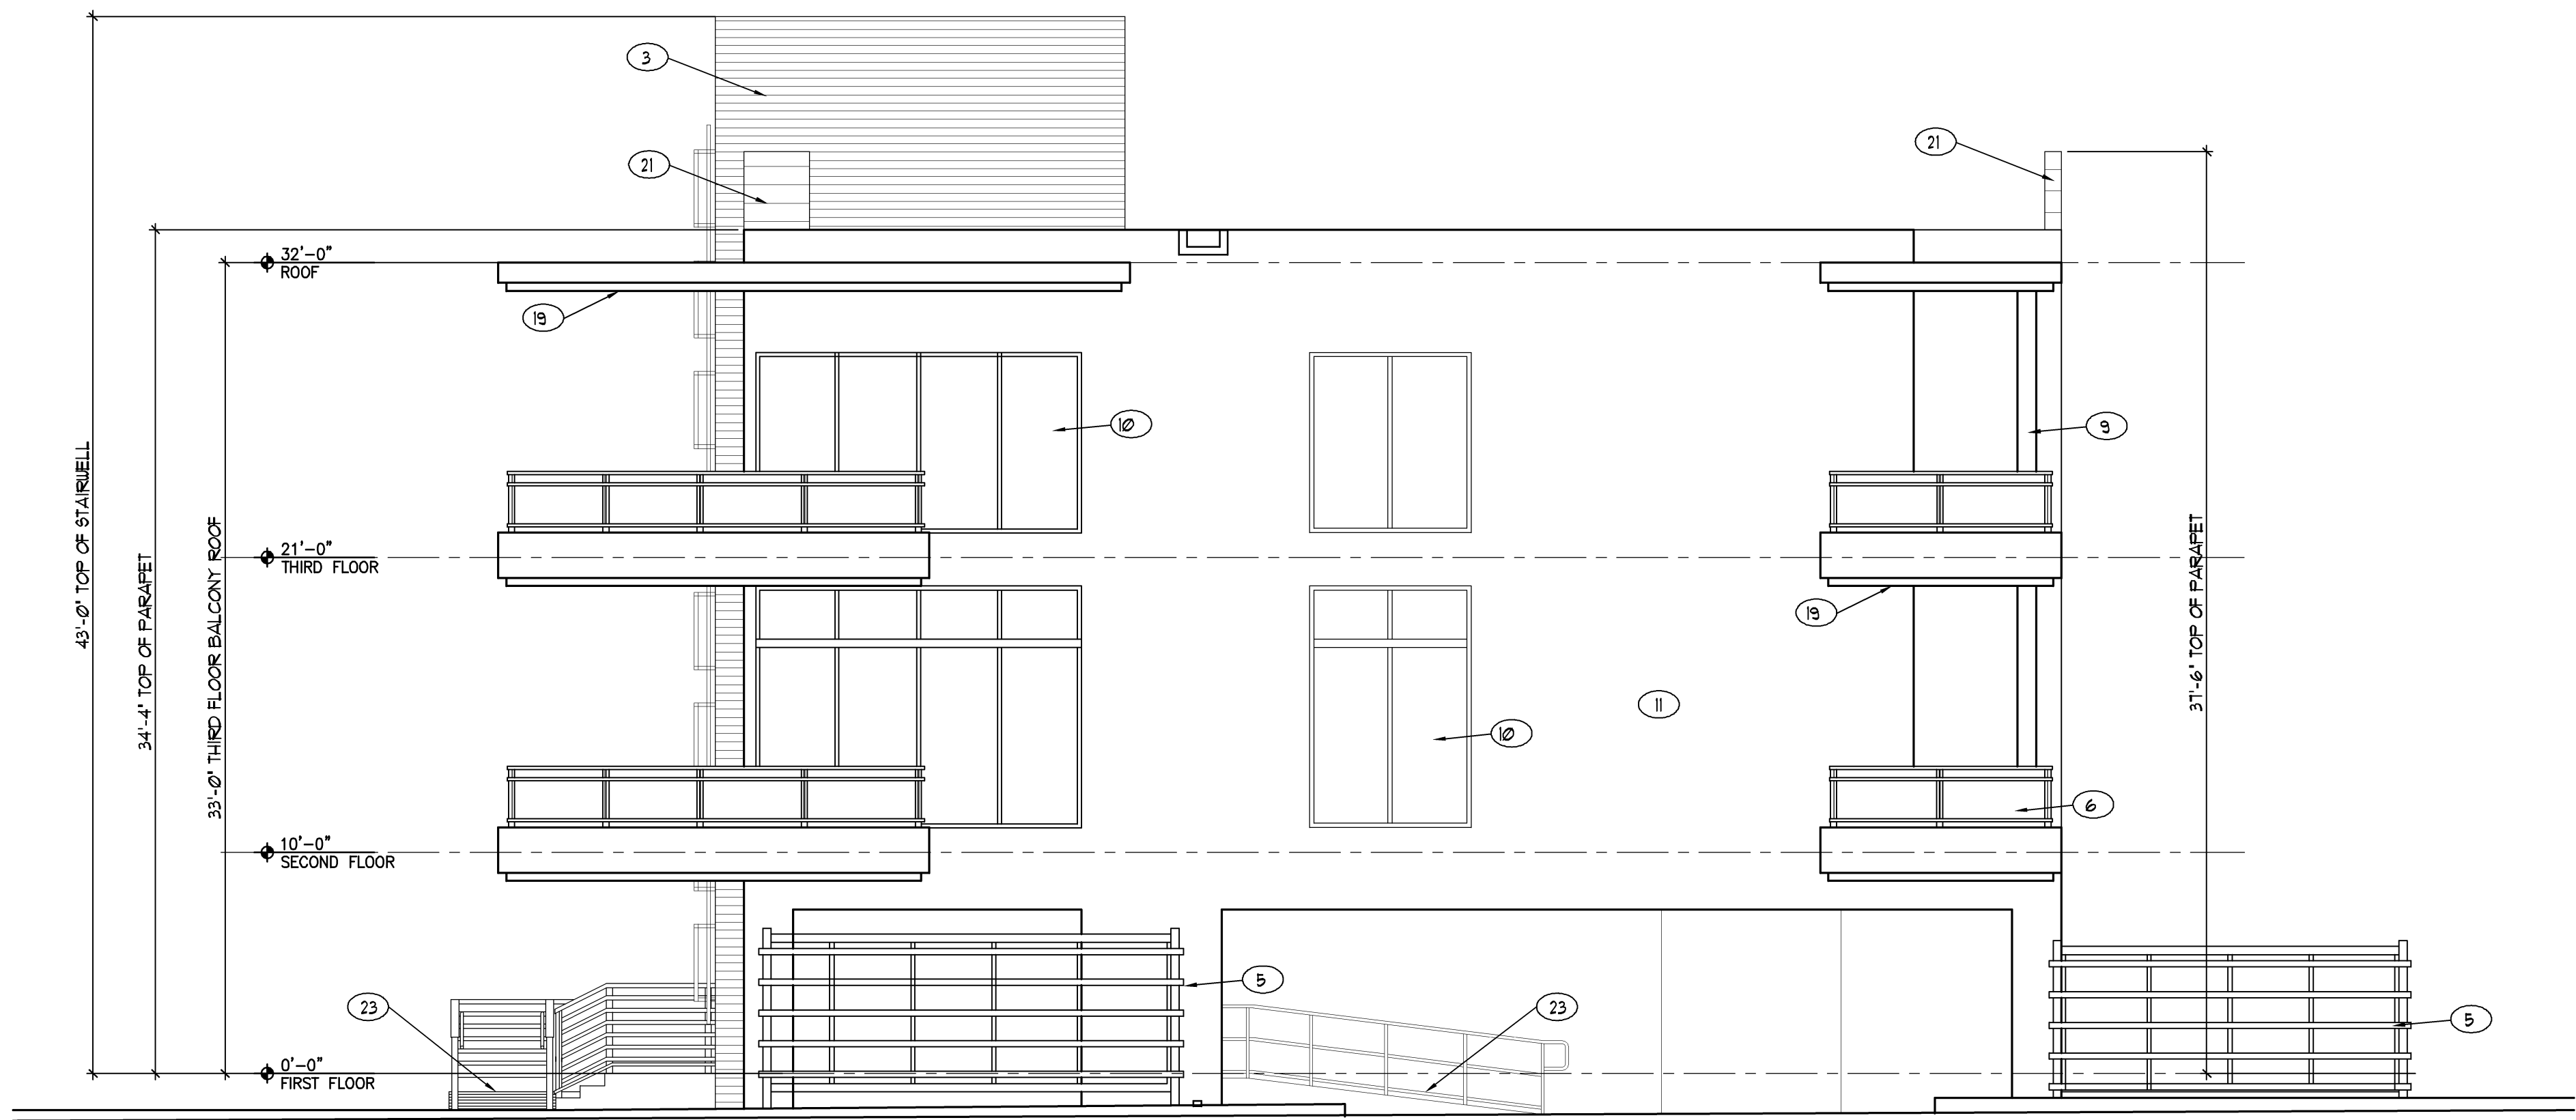 3
21
21
32'-0"
ROOF
19
10
9
43'-0" TOP OF STAIRWELL
34'-4" TOP OF PARAPET
33'-0" THIRD FLOOR BALCONY ROOF
21'-0"
THIRD FLOOR
37'-6" TOP OF PARAPET
19
11
10
6
10'-0"
SECOND FLOOR
5
23
23
5
0'-0"
FIRST FLOOR